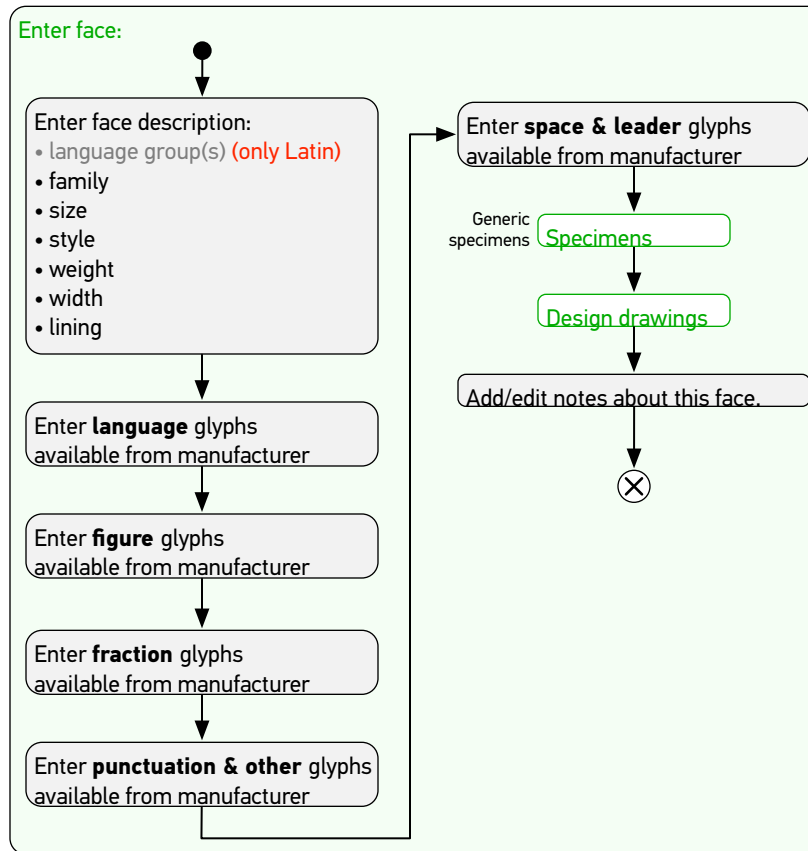 Enter face:
Enter face description:
• language group(s) (only Latin)
• family
• size
• style
• weight
• width
• lining
Enter language glyphs
available from manufacturer
Enter figure glyphs
available from manufacturer
Enter fraction glyphs
available from manufacturer
Enter punctuation & other glyphs
available from manufacturer
Enter space & leader glyphs
available from manufacturer
Generic
specimens
Specimens
Design drawings
Add/edit notes about this face.